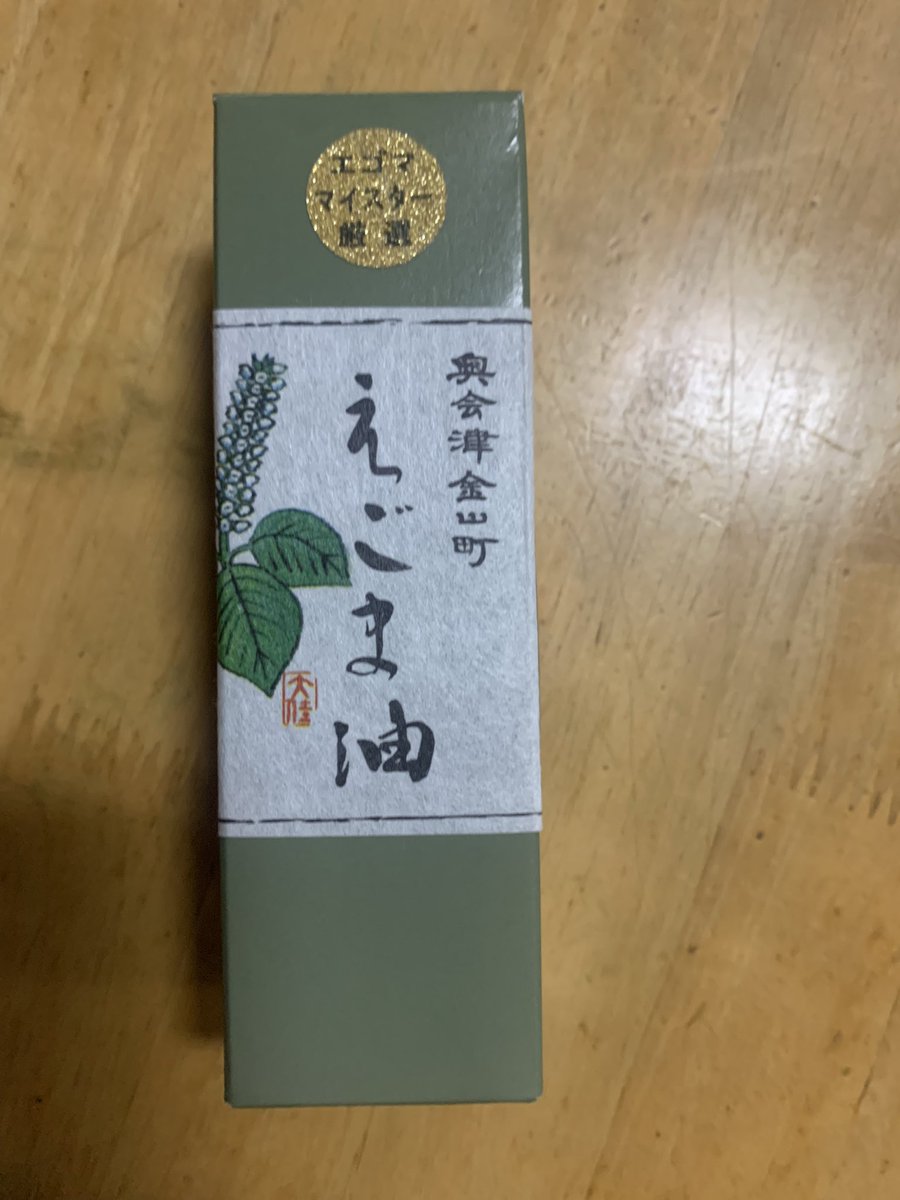 エゴマ
マイスター
厳選
奥会津金山町
えごま油